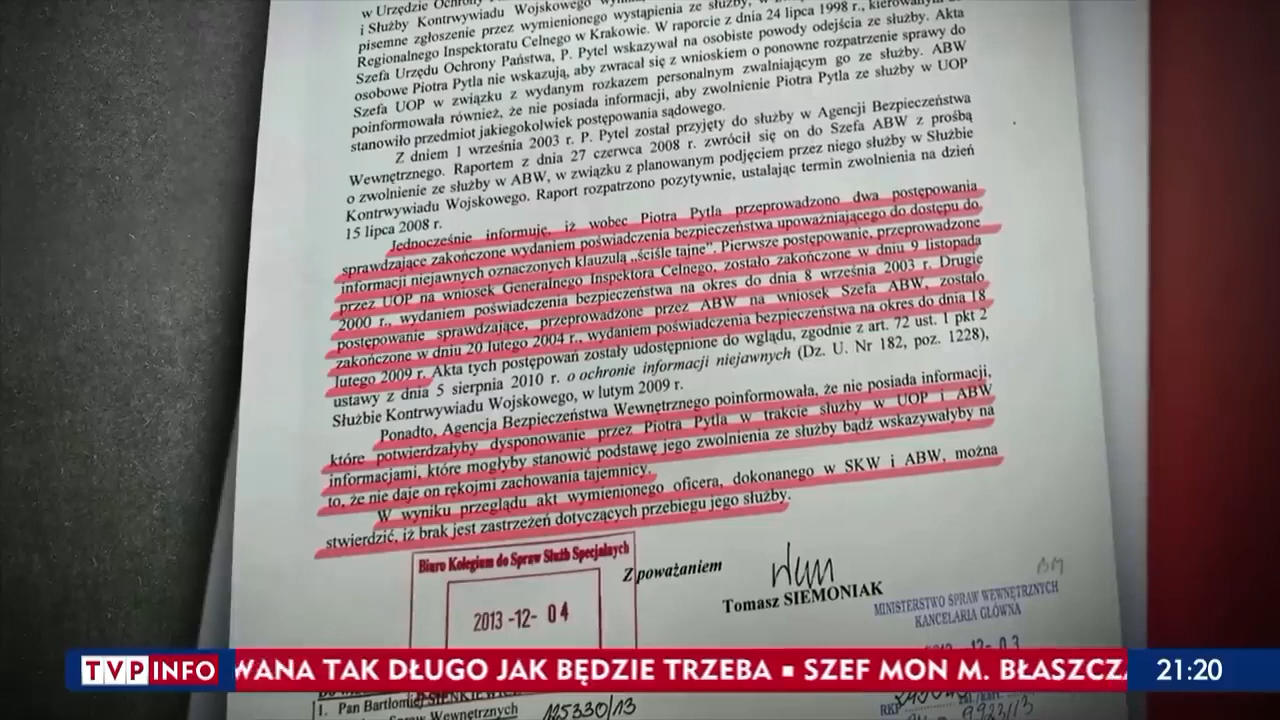 w Urzędzie Ochrony
i Służby Kontrwywiadu Wojskowego
pisemne zgłoszenie przez wymienionego wystąpienia ze służby,
Regionalnego Inspektoratu Celnego w Krakowie. W raporcie z dnia 24 lipca 1998 r.,
Szefa Urzędu Ochrony Państwa, P. Pytel wskazywał na osobiste powody odejścia ze służby. Akta
osobowe Piotra Pytla nie wskazują, aby zwracał się z wnioskiem o ponowne rozpatrzenie sprawy do
Szefa UOP w związku z wydanym rozkazem personalnym zwalniającym go ze służby. ABW
poinformowała również, że nie posiada informacji, aby zwolnienie Piotra Pytla ze służby w UOP
stanowiło przedmiot jakiegokolwiek postępowania sądowego.
Z dniem 1 września 2003 r. P. Pytel został przyjęty do służby w Agencji Bezpieczeństwa
Wewnętrznego. Raportem z dnia 27 czerwca 2008 r. zwrócił się on do Szefa ABW z prośbą
o zwolnienie ze służby w ABW, w związku z planowanym podjęciem przez niego służby w Służbie
Kontrwywiadu Wojskowego. Raport rozpatrzono pozytywnie, ustalając termin zwolnienia na dzień
15 lipca 2008 r.
Jednocześnie informuję, iż wobec Piotra Pytla przeprowadzono dwa postępowania
sprawdzające zakończone wydaniem poświadczenia bezpieczeństwa upoważniającego do dostępu do
informacji niejawnych oznaczonych klauzulą „ściśle tajne”. Pierwsze postępowanie, przeprowadzone
przez UOP na wniosek Generalnego Inspektora Celnego, zostało zakończone w dniu 9 listopada
2000 r., wydaniem poświadczenia bezpieczeństwa na okres do dnia 8 września 2003 r. Drugie
postępowanie sprawdzające, przeprowadzone przez ABW na wniosek Szefa ABW, zostało
zakończone w dniu 20 lutego 2004 r., wydaniem poświadczenia bezpieczeństwa na okres do dnia 18
lutego 2009 r. Akta tych postępowań zostały udostępnione do wglądu, zgodnie z art. 72 ust. 1 pkt 2
ustawy z dnia 5 sierpnia 2010 r. o ochronie informacji niejawnych (Dz. U. Nr 182, poz. 1228),
Służbie Kontrwywiadu Wojskowego, w lutym 2009 r.
Ponadto, Agencja Bezpieczeństwa Wewnętrznego poinformowała, że nie posiada informacji,
które potwierdzałyby dysponowanie przez Piotra Pytla w trakcie służby w UOP i ABW
informacjami, które mogłyby stanowić podstawę jego zwolnienia ze służby bądź wskazywałyby na
to, że nie daje on rękojmi zachowania tajemnicy.
W wyniku przeglądu akt wymienionego oficera, dokonanego w SKW i ABW, można
stwierdzić, iż brak jest zastrzeżeń dotyczących przebiegu jego służby.
Biuro Kolegium do Spraw Służb Specjalnych
2013 -12- 04
Z poważaniem
Tomasz SIEMONIAK
MINISTERSTWO SPRAW WEWNĘTRZNYCH
KANCELARIA GŁÓWNA
TVP INFO WANA TAK DŁUGO JAK BĘDZIE TRZEBA ▪ SZEF MON M. BŁASZCZA 21:20
1. Pan Bartłomiej SIENKIEWICZ
Spraw Wewnętrznych 125330/13